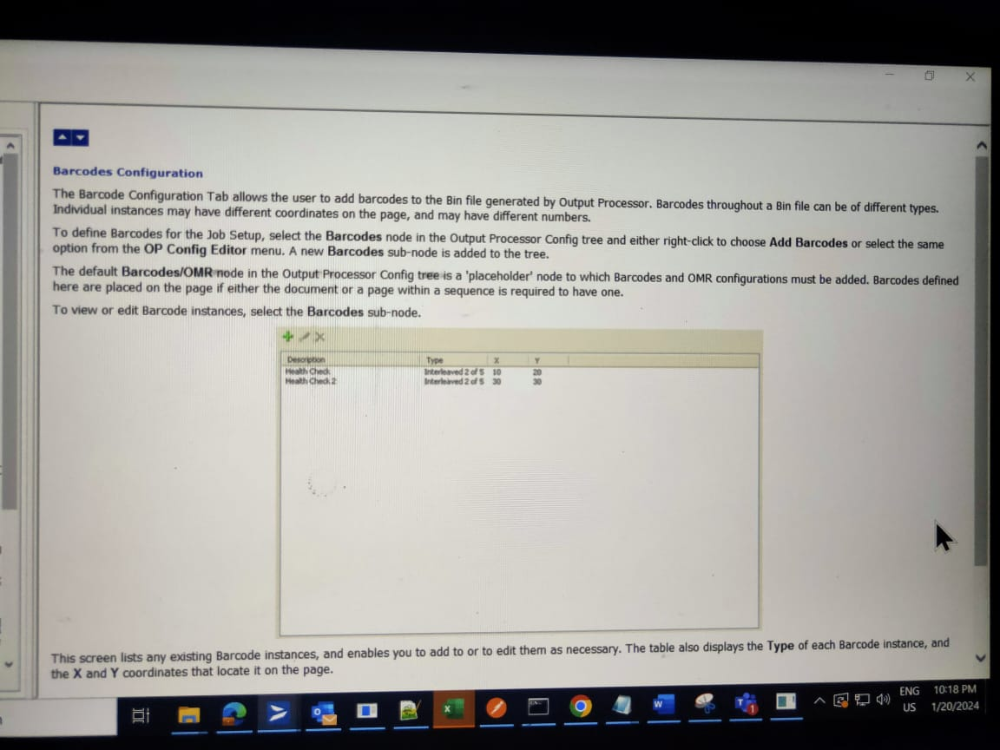 Barcodes Configuration
The Barcode Configuration Tab allows the user to add barcodes to the Bin file generated by Output Processor. Barcodes throughout a Bin file can be of different types.
Individual instances may have different coordinates on the page, and may have different numbers.
To define Barcodes for the Job Setup, select the Barcodes node in the Output Processor Config tree and either right-click to choose Add Barcodes or select the same
option from the OP Config Editor menu. A new Barcodes sub-node is added to the tree.
The default Barcodes/OMR node in the Output Processor Config tree is a 'placeholder' node to which Barcodes and OMR configurations must be added. Barcodes defined
here are placed on the page if either the document or a page within a sequence is required to have one.
To view or edit Barcode instances, select the Barcodes sub-node.
Description Type X Y
Health Check Interleaved 2 of 5 10 20
Health Check 2 Interleaved 2 of 5 30 30
This screen lists any existing Barcode instances, and enables you to add to or to edit them as necessary. The table also displays the Type of each Barcode instance, and
the X and Y coordinates that locate it on the page.
ENG 10:18 PM
US 1/20/2024